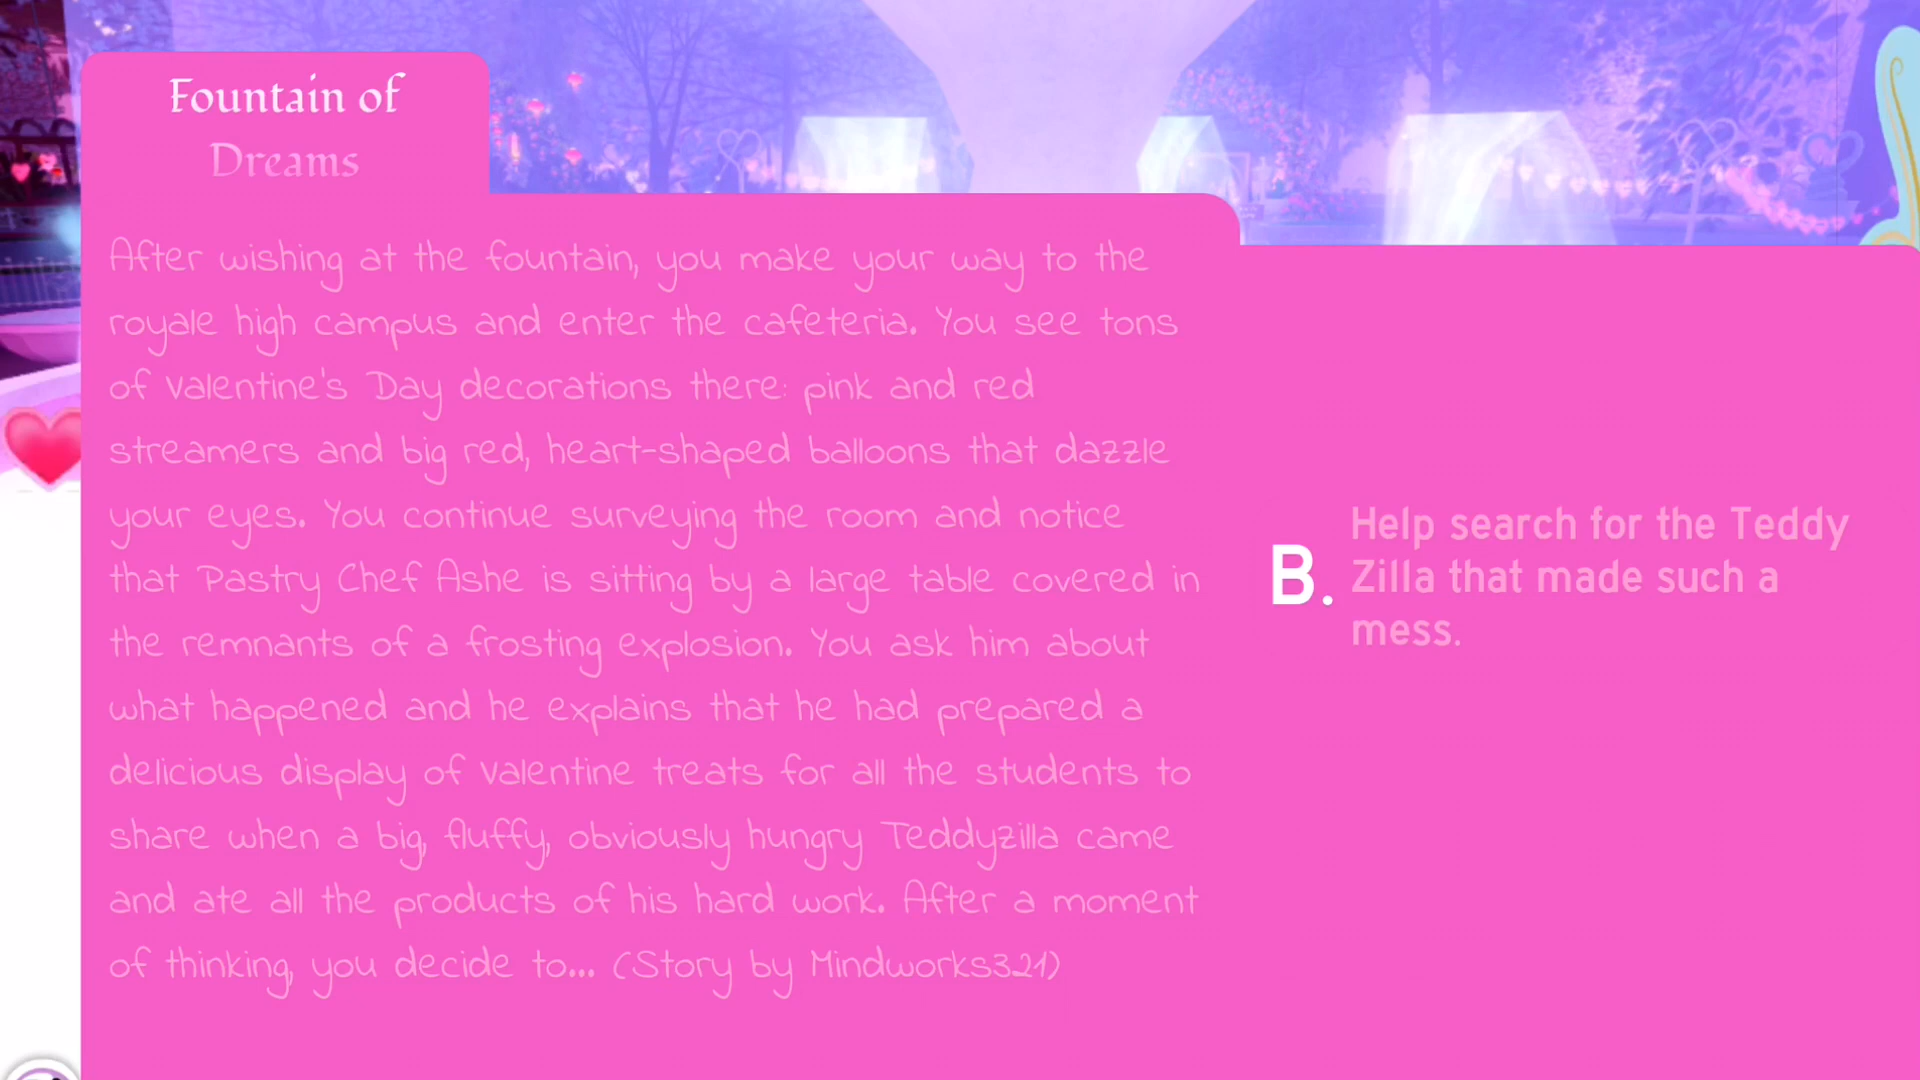 Fountain of
Dreams
After wishing at the fountain, you make your way to the
royale high campus and enter the cafeteria. You see tons
of Valentine's Day decorations there: pink and red
streamers and big red, heart-shaped balloons that dazzle
your eyes. You continue surveying the room and notice
that Pastry Chef Ashe is sitting by a large table covered in
the remnants of a frosting explosion. You ask him about
what happened and he explains that he had prepared a
delicious display of Valentine treats for all the students to
share when a big, fluffy, obviously hungry Teddyzilla came
and ate all the products of his hard work. After a moment
of thinking, you decide to... (Story by Mindworks321)
B. Help search for the Teddy
Zilla that made such a
mess.